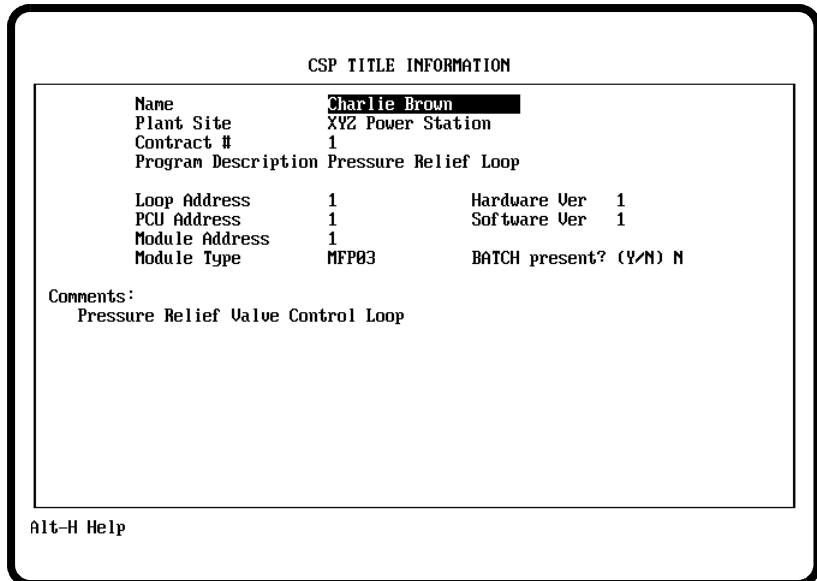 CSP TITLE INFORMATION
Name Charlie Brown
Plant Site XYZ Power Station
Contract # 1
Program Description Pressure Relief Loop
Loop Address 1 Hardware Ver 1
PCU Address 1 Software Ver 1
Module Address 1
Module Type MFP03 BATCH present? (Y/N) N
Comments:
Pressure Relief Valve Control Loop
Alt-H Help